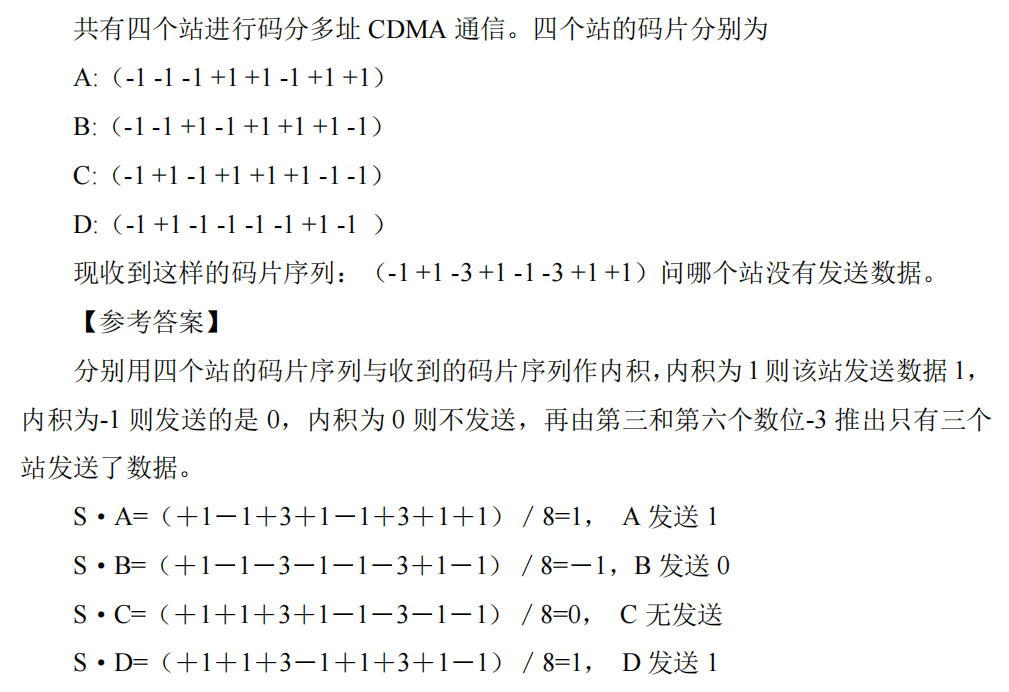 共有四个站进行码分多址 CDMA 通信。四个站的码片分别为
A:（-1 -1 -1 +1 +1 -1 +1 +1）
B:（-1 -1 +1 -1 +1 +1 +1 -1）
C:（-1 +1 -1 +1 +1 +1 -1 -1）
D:（-1 +1 -1 -1 -1 -1 +1 -1 ）
现收到这样的码片序列：（-1 +1 -3 +1 -1 -3 +1 +1）问哪个站没有发送数据。
【参考答案】
分别用四个站的码片序列与收到的码片序列作内积，内积为 1 则该站发送数据 1，
内积为-1 则发送的是 0，内积为 0 则不发送，再由第三和第六个数位-3 推出只有三个
站发送了数据。
S·A=（＋1－1＋3＋1－1＋3＋1＋1）／8=1， A 发送 1
S·B=（＋1－1－3－1－1－3＋1－1）／8=－1，B 发送 0
S·C=（＋1＋1＋3＋1－1－3－1－1）／8=0， C 无发送
S·D=（＋1＋1＋3－1＋1＋3＋1－1）／8=1， D 发送 1